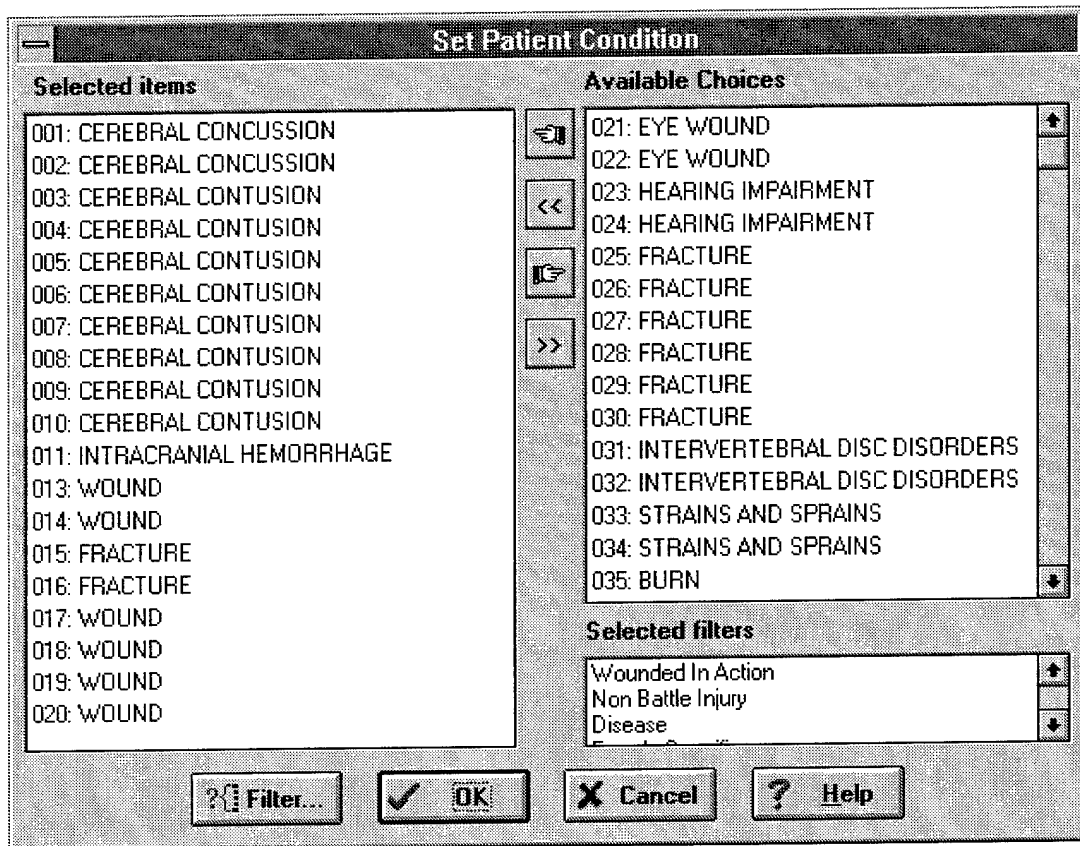 Set Patient Condition
Selected items
001: CEREBRAL CONCUSSION
002: CEREBRAL CONCUSSION
003: CEREBRAL CONTUSION
004: CEREBRAL CONTUSION
005: CEREBRAL CONTUSION
006: CEREBRAL CONTUSION
007: CEREBRAL CONTUSION
008: CEREBRAL CONTUSION
009: CEREBRAL CONTUSION
010: CEREBRAL CONTUSION
011: INTRACRANIAL HEMORRHAGE
013: WOUND
014: WOUND
015: FRACTURE
016: FRACTURE
017: WOUND
018: WOUND
019: WOUND
020: WOUND
<<
>>
Available Choices
021: EYE WOUND
022: EYE WOUND
023: HEARING IMPAIRMENT
024: HEARING IMPAIRMENT
025: FRACTURE
026: FRACTURE
027: FRACTURE
028: FRACTURE
029: FRACTURE
030: FRACTURE
031: INTERVERTEBRAL DISC DISORDERS
032: INTERVERTEBRAL DISC DISORDERS
033: STRAINS AND SPRAINS
034: STRAINS AND SPRAINS
035: BURN
Selected filters
Wounded In Action
Non Battle Injury
Disease
Filter...
OK
Cancel
? Help